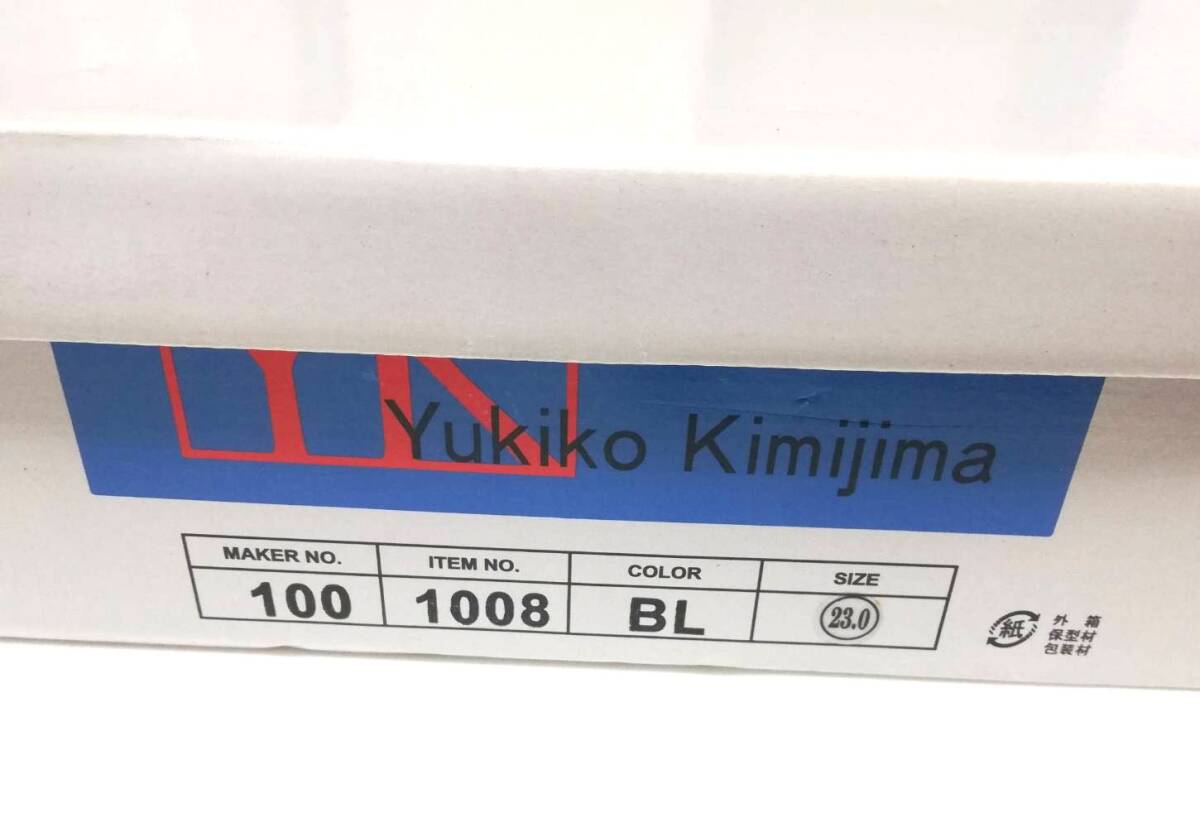 YK
Yukiko Kimijima
MAKER NO. ITEM NO. COLOR SIZE
100 1008 BL 23.0
紙 外箱
保型材
包装材